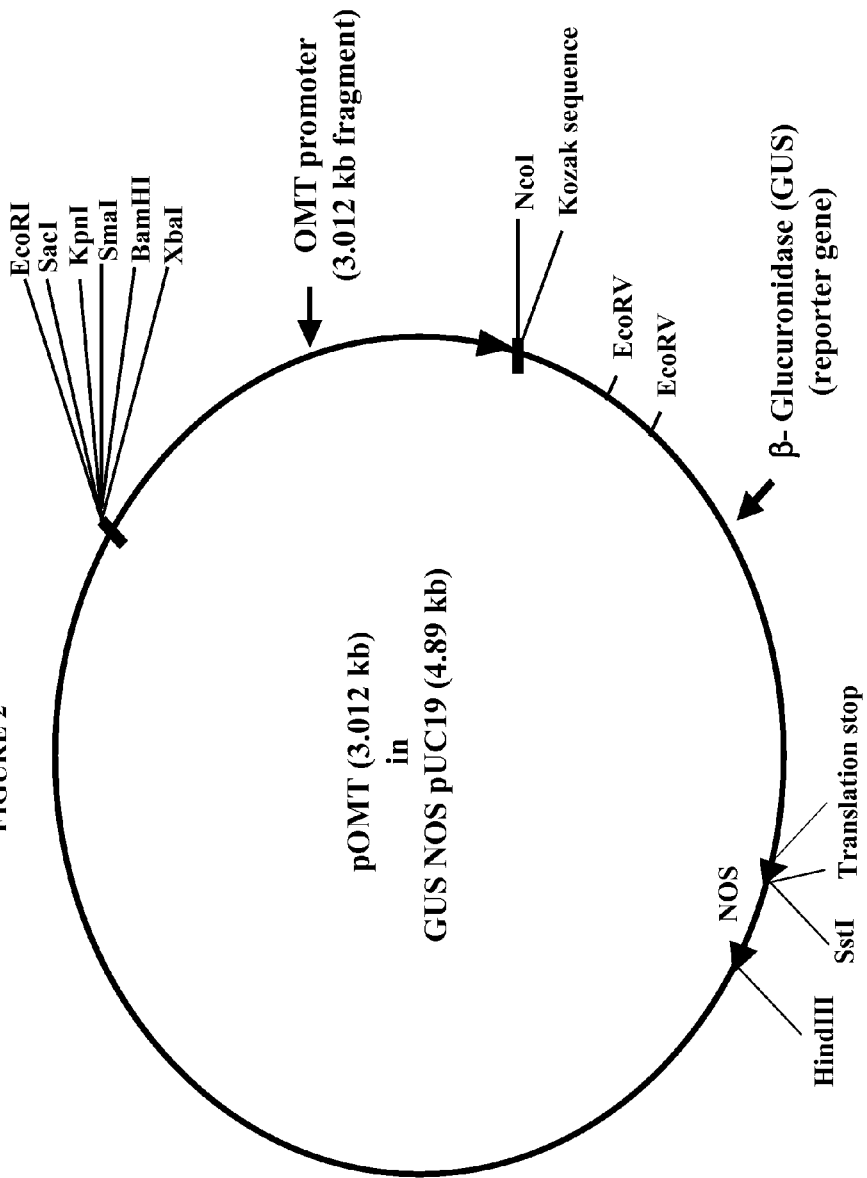 FIGURE 2
EcoRI
SacI
KpnI
SmaI
BamHI
XbaI
OMT promoter
(3.012 kb fragment)
NcoI
Kozak sequence
EcoRV
EcoRV
β- Glucuronidase (GUS)
(reporter gene)
pOMT (3.012 kb)
in
GUS NOS pUC19 (4.89 kb)
NOS
Translation stop
SstI
HindIII